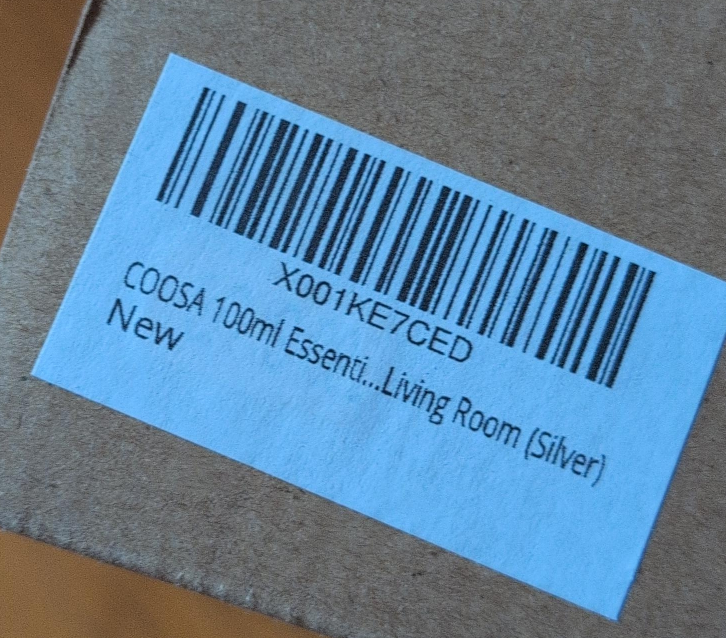 X001KE7CED
COOSA 100ml Essenti...Living Room (Silver)
New